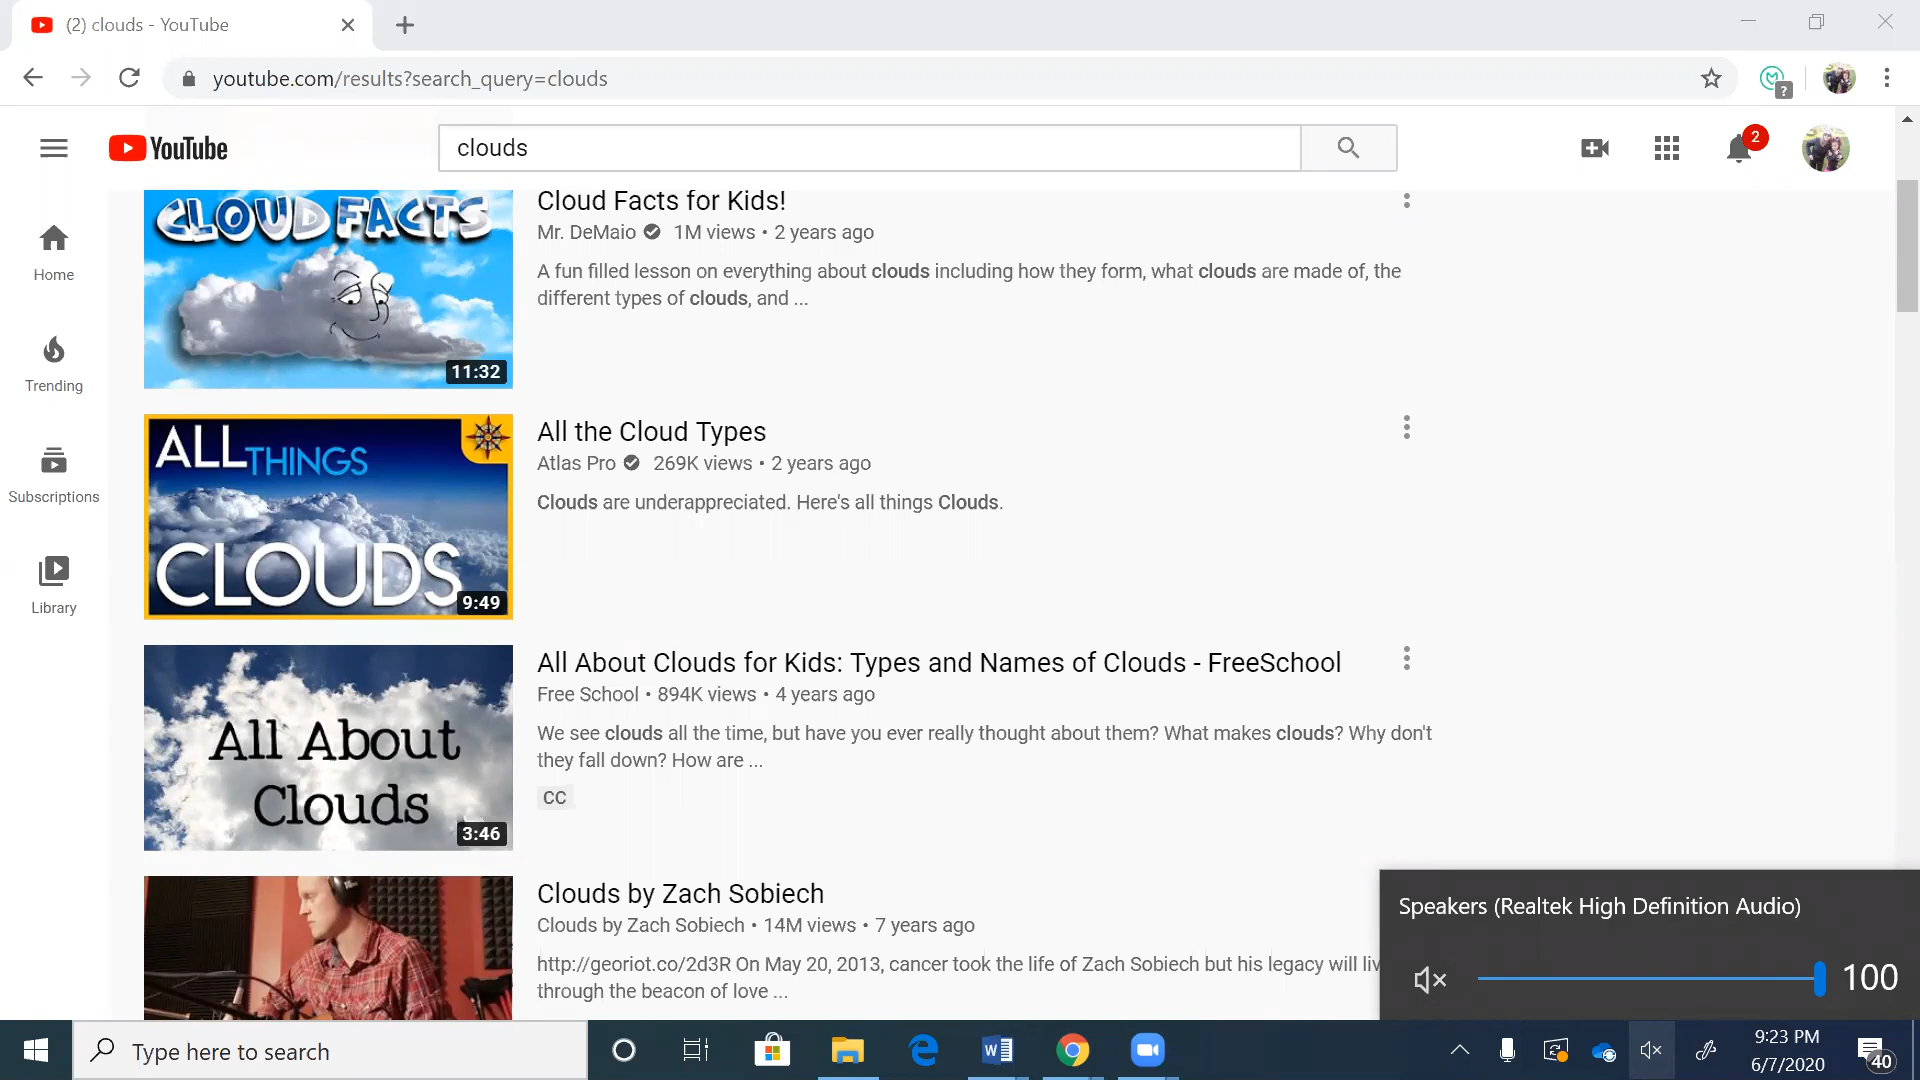 (2) clouds - YouTube
youtube.com/results?search_query=clouds
YouTube
clouds
2
Home
Trending
Subscriptions
Library
CLOUD FACTS
11:32
Cloud Facts for Kids!
Mr. DeMaio 1M views • 2 years ago
A fun filled lesson on everything about clouds including how they form, what clouds are made of, the
different types of clouds, and ...
ALL THINGS
CLOUDS
9:49
All the Cloud Types
Atlas Pro 269K views • 2 years ago
Clouds are underappreciated. Here's all things Clouds.
All About
Clouds
3:46
All About Clouds for Kids: Types and Names of Clouds - FreeSchool
Free School • 894K views • 4 years ago
We see clouds all the time, but have you ever really thought about them? What makes clouds? Why don't
they fall down? How are ...
CC
Clouds by Zach Sobiech
Clouds by Zach Sobiech • 14M views • 7 years ago
http://georiot.co/2d3R On May 20, 2013, cancer took the life of Zach Sobiech but his legacy will
through the beacon of love ...
Speakers (Realtek High Definition Audio)
100
Type here to search
9:23 PM
6/7/2020
40